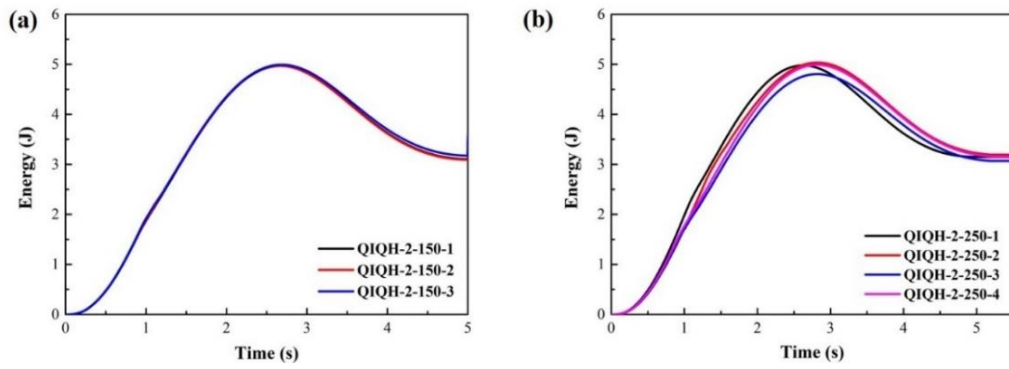 (a)
6
5
4
3
2
1
0
Energy (J)
QIQH-2-150-1
QIQH-2-150-2
QIQH-2-150-3
0 1 2 3 4 5
Time (s)
(b)
6
5
4
3
2
1
0
Energy (J)
QIQH-2-250-1
QIQH-2-250-2
QIQH-2-250-3
QIQH-2-250-4
0 1 2 3 4 5
Time (s)